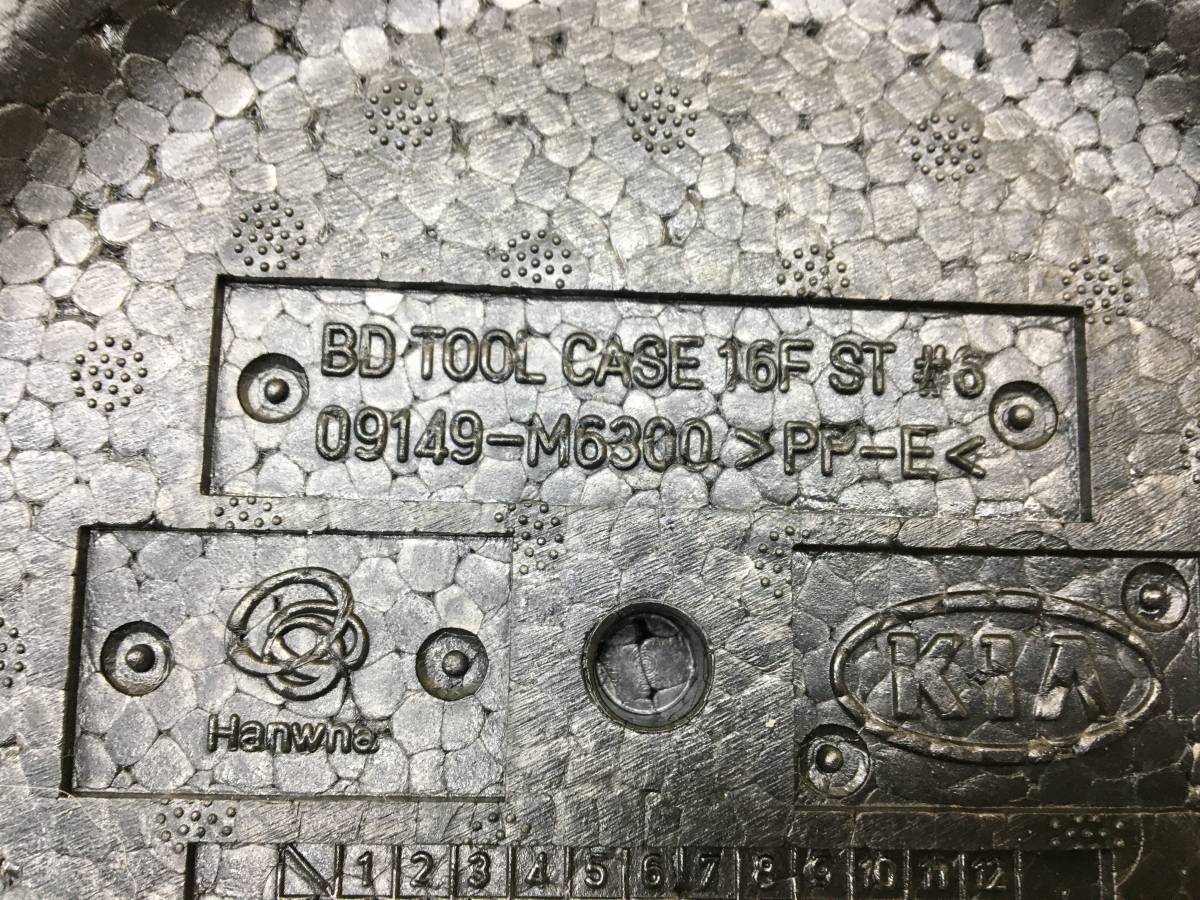 BD TOOL CASE 16F ST #6
09149-M6300 >PP-E<
Hanwha
KIA
1 2 3 4 5 6 7 8 9 10 11 12